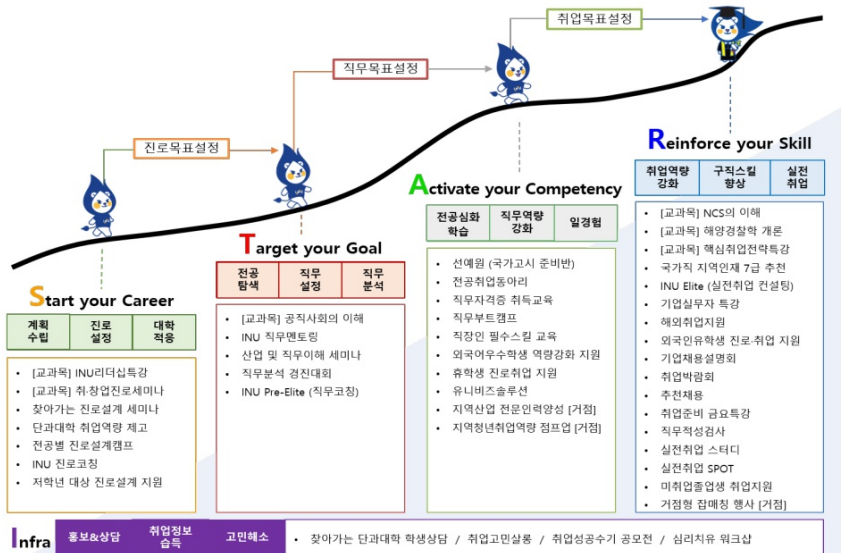 취업목표설정
직무목표설정
진로목표설정
Start your Career
계획
수립
진로
설정
대학
적응
• [교과목] INU리더십특강
• [교과목] 취·창업진로세미나
• 찾아가는 진로설계 세미나
• 단과대학 취업역량 제고
• 전공별 진로설계캠프
• INU 진로코칭
• 저학년 대상 진로설계 지원
Target your Goal
전공
탐색
직무
설정
직무
분석
• [교과목] 공직사회의 이해
• INU 직무멘토링
• 산업 및 직무이해 세미나
• 직무분석 경진대회
• INU Pre-Elite (직무코칭)
Activate your Competency
전공심화
학습
직무역량
강화
일경험
• 선예원 (국가고시 준비반)
• 전공취업동아리
• 직무자격증 취득교육
• 직무부트캠프
• 직장인 필수스킬 교육
• 외국어우수학생 역량강화 지원
• 휴학생 진로취업 지원
• 유니비즈솔루션
• 지역산업 전문인력양성 [거점]
• 지역청년취업역량 점프업 [거점]
Reinforce your Skill
취업역량
강화
구직스킬
향상
실전
취업
• [교과목] NCS의 이해
• [교과목] 해양경찰학 개론
• [교과목] 핵심취업전략특강
• 국가직 지역인재 7급 추천
• INU Elite (실전취업 컨설팅)
• 기업실무자 특강
• 해외취업지원
• 외국인유학생 진로·취업 지원
• 기업채용설명회
• 취업박람회
• 추천채용
• 취업준비 금요특강
• 직무적성검사
• 실전취업 스터디
• 실전취업 SPOT
• 미취업졸업생 취업지원
• 거점형 잡매칭 행사 [거점]
Infra
홍보&상담
취업정보
습득
고민해소
• 찾아가는 단과대학 학생상담 / 취업고민살롱 / 취업성공수기 공모전 / 심리치유 워크샵